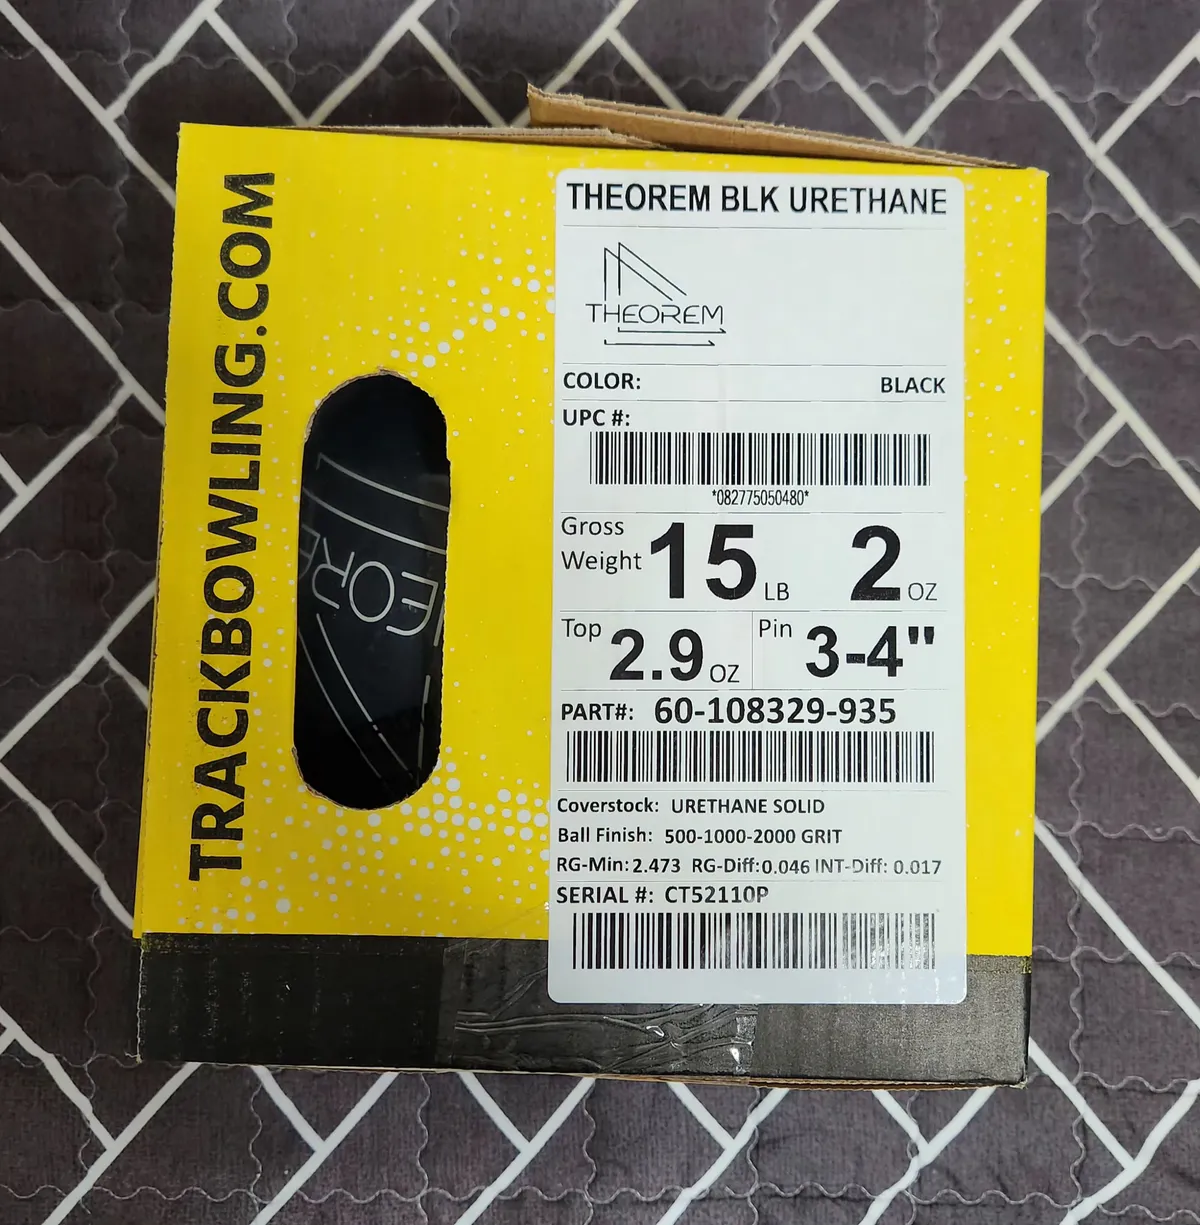 TRACKBOWLING.COM
THEOREM BLK URETHANE
THEOREM
COLOR: BLACK
UPC #:
*082775050480*
Gross Weight 15 LB 2 OZ
Top 2.9 OZ Pin 3-4"
PART#: 60-108329-935
Coverstock: URETHANE SOLID
Ball Finish: 500-1000-2000 GRIT
RG-Min: 2.473 RG-Diff: 0.046 INT-Diff: 0.017
SERIAL #: CT52110P
EOR